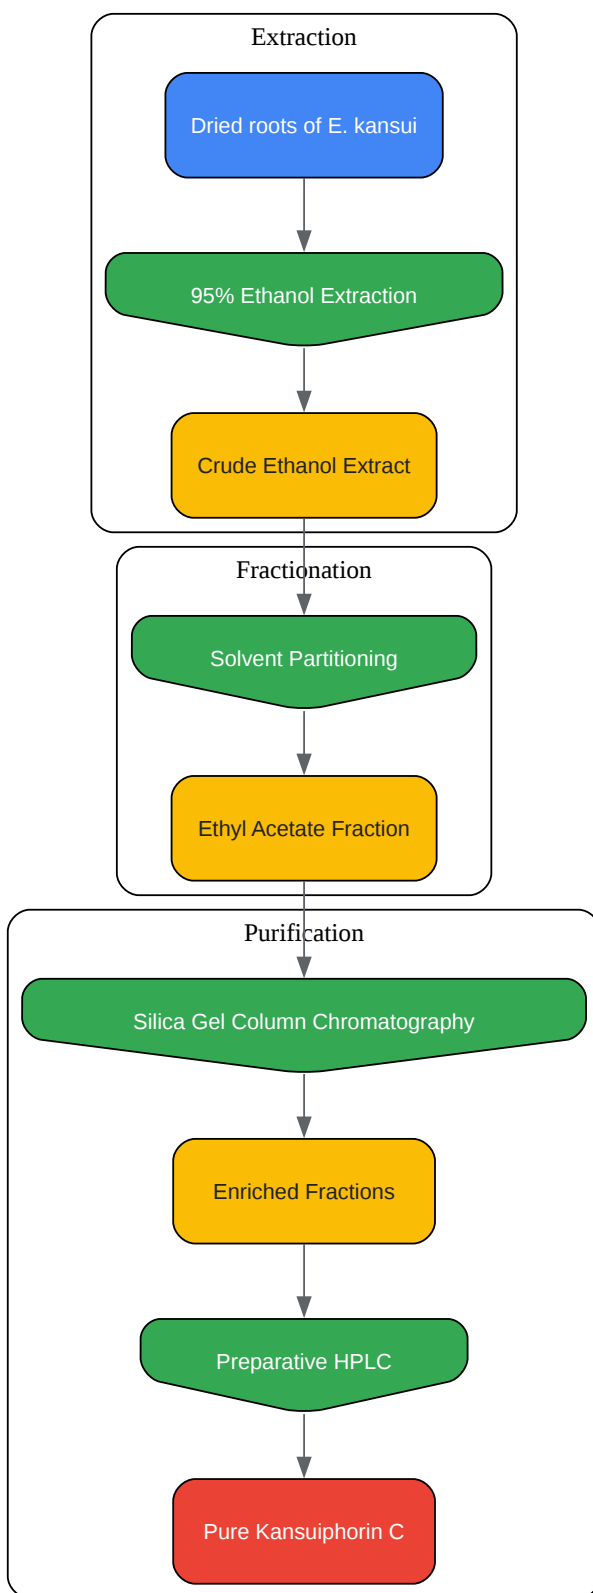 Extraction
Dried roots of E. kansui
95% Ethanol Extraction
Crude Ethanol Extract
Fractionation
Solvent Partitioning
Ethyl Acetate Fraction
Purification
Silica Gel Column Chromatography
Enriched Fractions
Preparative HPLC
Pure Kansuiphorin C